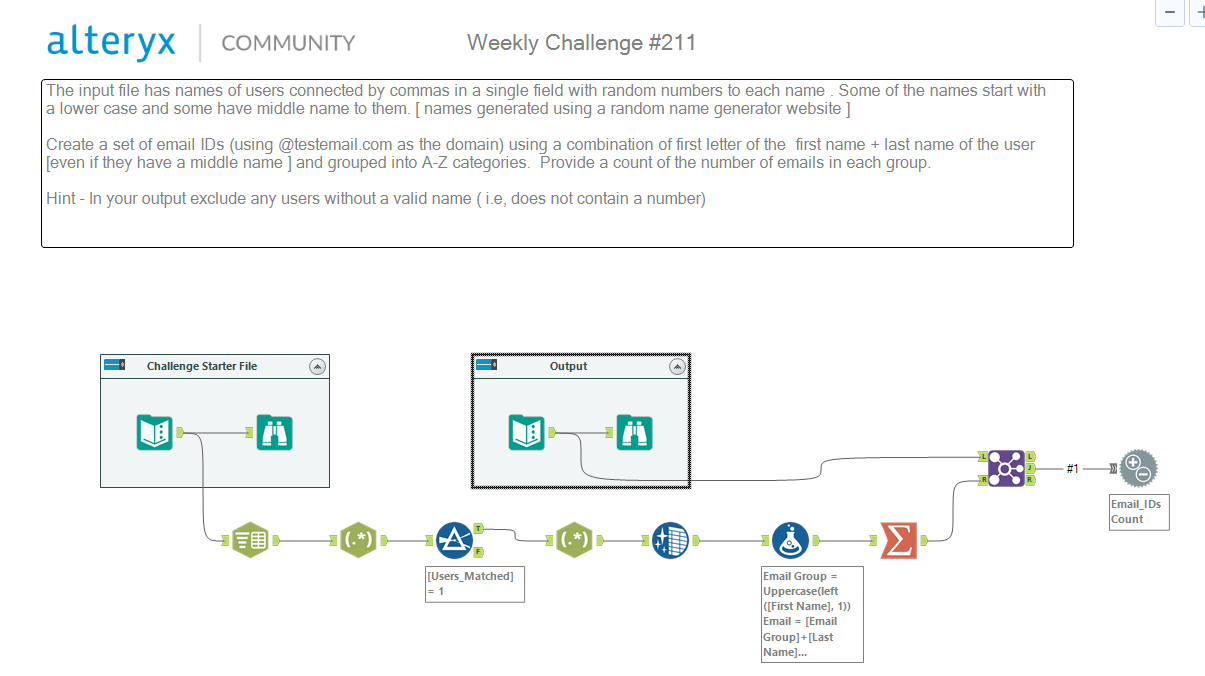 alteryx COMMUNITY Weekly Challenge #211
The input file has names of users connected by commas in a single field with random numbers to each name . Some of the names start with
a lower case and some have middle name to them. [ names generated using a random name generator website ]
Create a set of email IDs (using @testemail.com as the domain) using a combination of first letter of the first name + last name of the user
[even if they have a middle name ] and grouped into A-Z categories. Provide a count of the number of emails in each group.
Hint - In your output exclude any users without a valid name ( i.e, does not contain a number)
Challenge Starter File
Output
L
R
L
J
R
#1
Email_IDs
Count
(.*)
T
F
(.*)
[Users_Matched]
= 1
Email Group =
Uppercase(left
([First Name], 1))
Email = [Email
Group]+[Last
Name]...